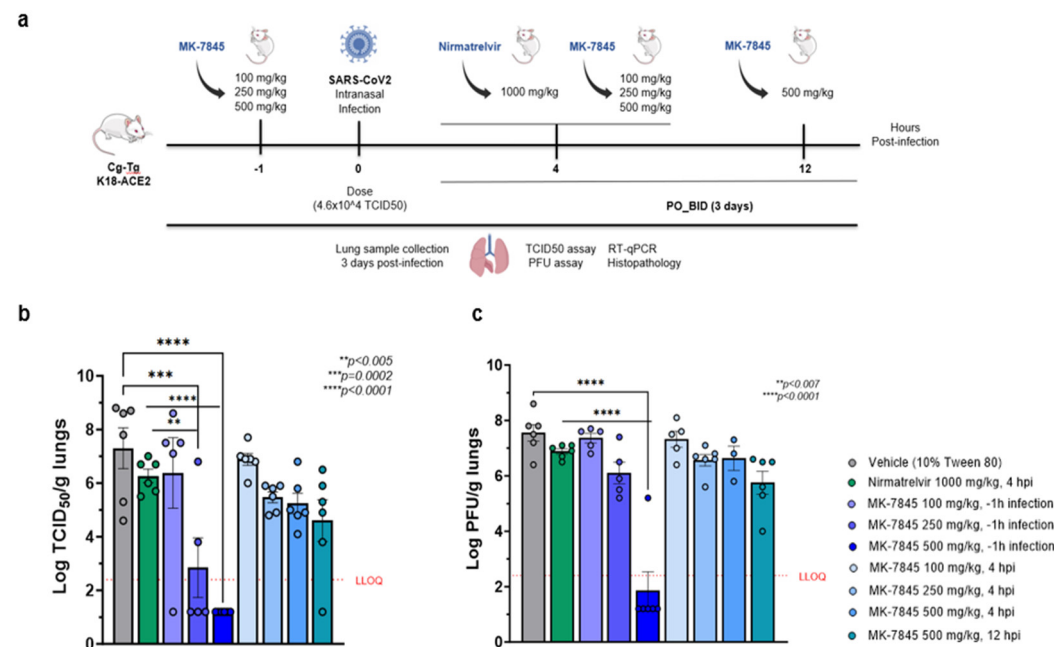 a
MK-7845
100 mg/kg
250 mg/kg
500 mg/kg
SARS-CoV2
Intranasal
Infection
Nirmatrelvir
1000 mg/kg
MK-7845
100 mg/kg
250 mg/kg
500 mg/kg
MK-7845
500 mg/kg
Hours
Post-infection
Cg-Tg
K18-ACE2
-1
0
4
12
Dose
(4.6x10^4 TCID50)
PO_BID (3 days)
Lung sample collection
3 days post-infection
TCID50 assay
PFU assay
RT-qPCR
Histopathology
b
****
***
****
**
**p<0.005
***p=0.0002
****p<0.0001
Log TCID50/g lungs
10
8
6
4
2
0
LLOQ
c
****
****
**p<0.007
****p<0.0001
Log PFU/g lungs
10
8
6
4
2
0
LLOQ
Vehicle (10% Tween 80)
Nirmatrelvir 1000 mg/kg, 4 hpi
MK-7845 100 mg/kg, -1h infection
MK-7845 250 mg/kg, -1h infection
MK-7845 500 mg/kg, -1h infection
MK-7845 100 mg/kg, 4 hpi
MK-7845 250 mg/kg, 4 hpi
MK-7845 500 mg/kg, 4 hpi
MK-7845 500 mg/kg, 12 hpi